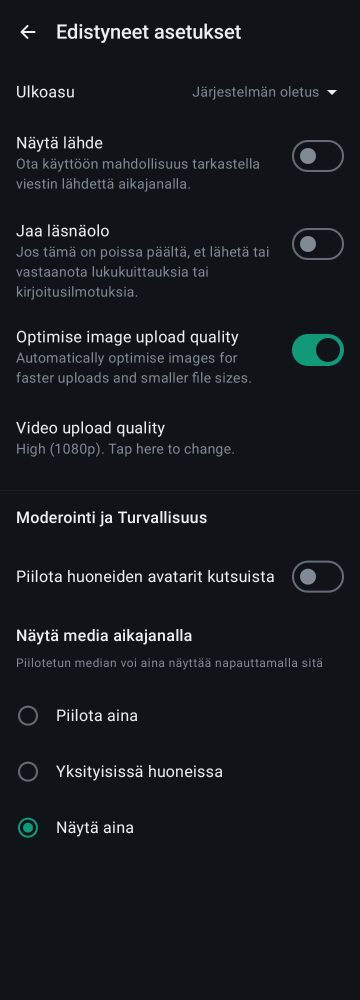 Edistyneet asetukset
Ulkoasu
Järjestelmän oletus
Näytä lähde
Ota käyttöön mahdollisuus tarkastella
viestin lähdettä aikajanalla.
Jaa läsnäolo
Jos tämä on poissa päältä, et lähetä tai
vastaanota lukukuittauksia tai
kirjoitusilmotuksia.
Optimise image upload quality
Automatically optimise images for
faster uploads and smaller file sizes.
Video upload quality
High (1080p). Tap here to change.
Moderointi ja Turvallisuus
Piilota huoneiden avatarit kutsuista
Näytä media aikajanalla
Piilotetun median voi aina näyttää napauttamalla sitä
Piilota aina
Yksityisissä huoneissa
Näytä aina